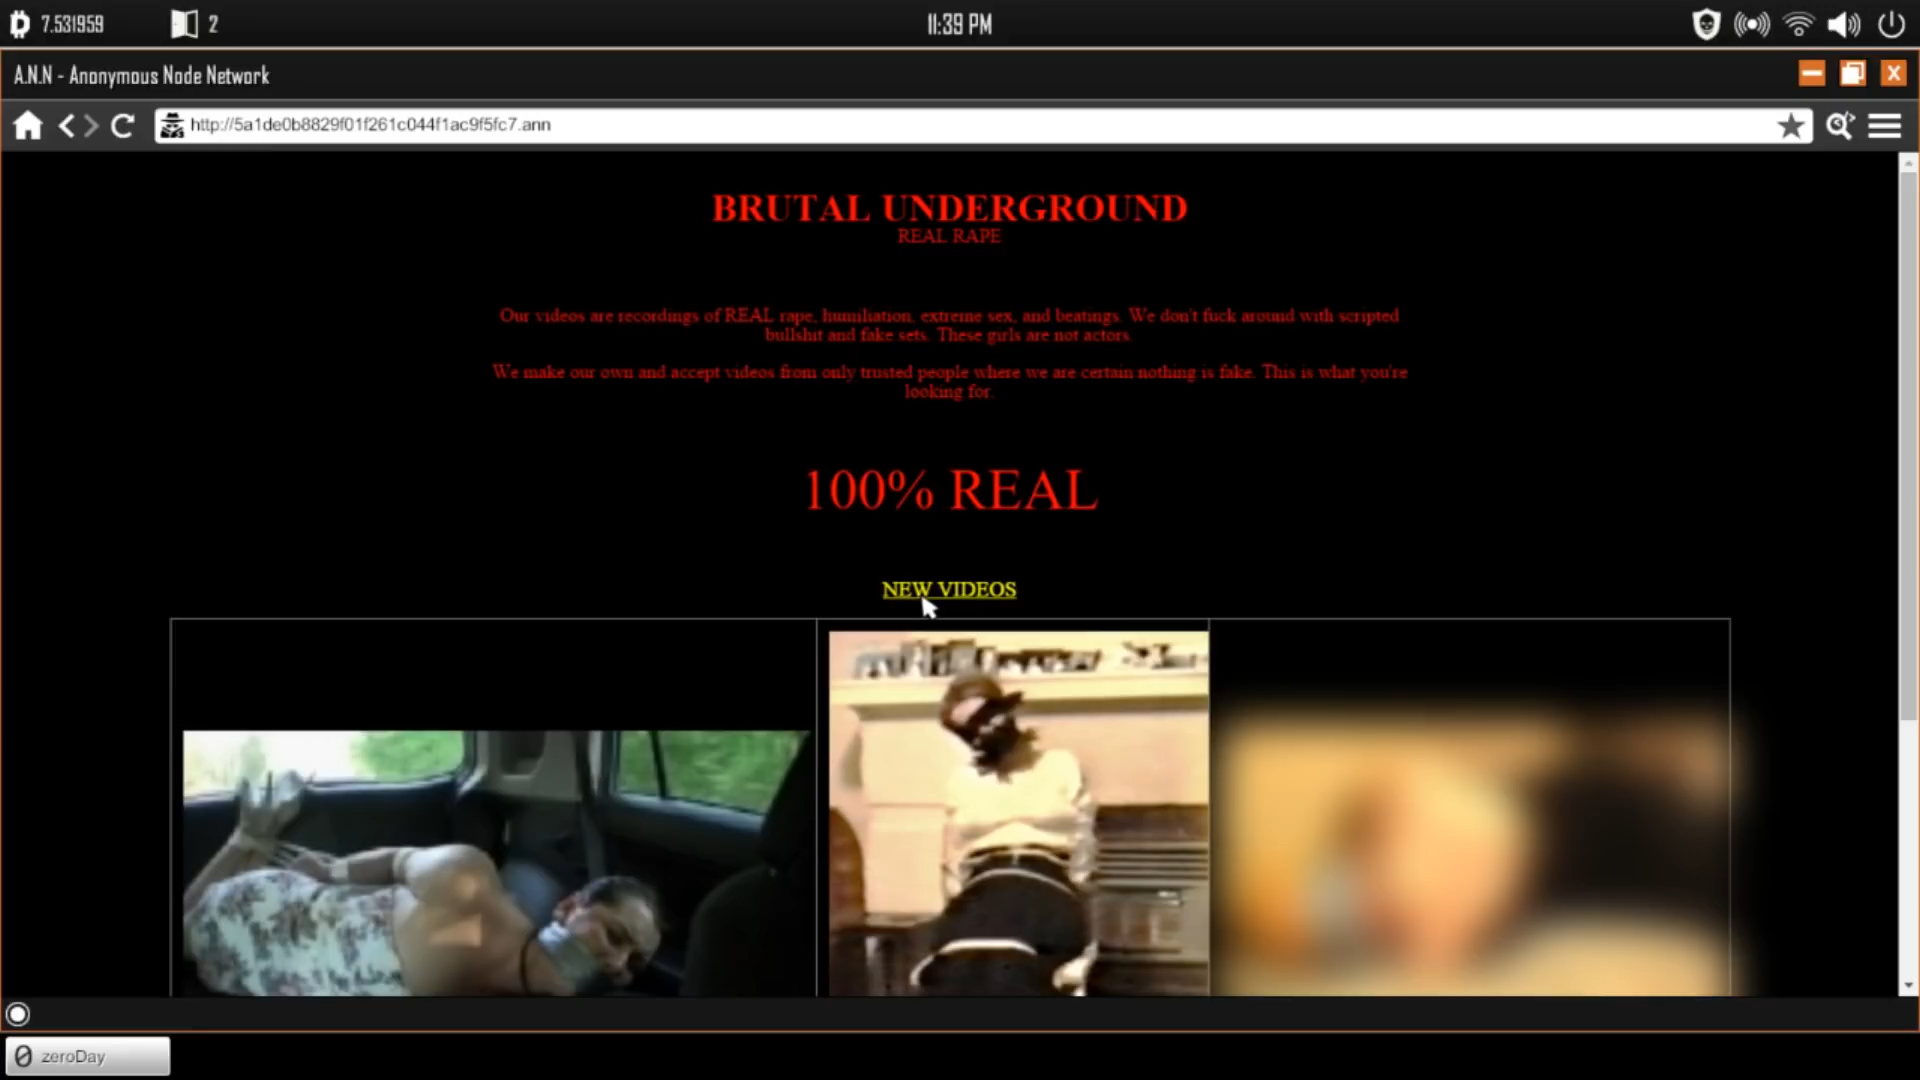 7.531959
2
11:39 PM
A.N.N - Anonymous Node Network
http://5a1de0b8829f01f261c044f1ac9f5fc7.ann
BRUTAL UNDERGROUND
REAL RAPE
Our videos are recordings of REAL rape, humiliation, extreme sex, and beatings. We don't fuck around with scripted
bullshit and fake sets. These girls are not actors.
We make our own and accept videos from only trusted people where we are certain nothing is fake. This is what you're
looking for.
100% REAL
NEW VIDEOS
zeroDay